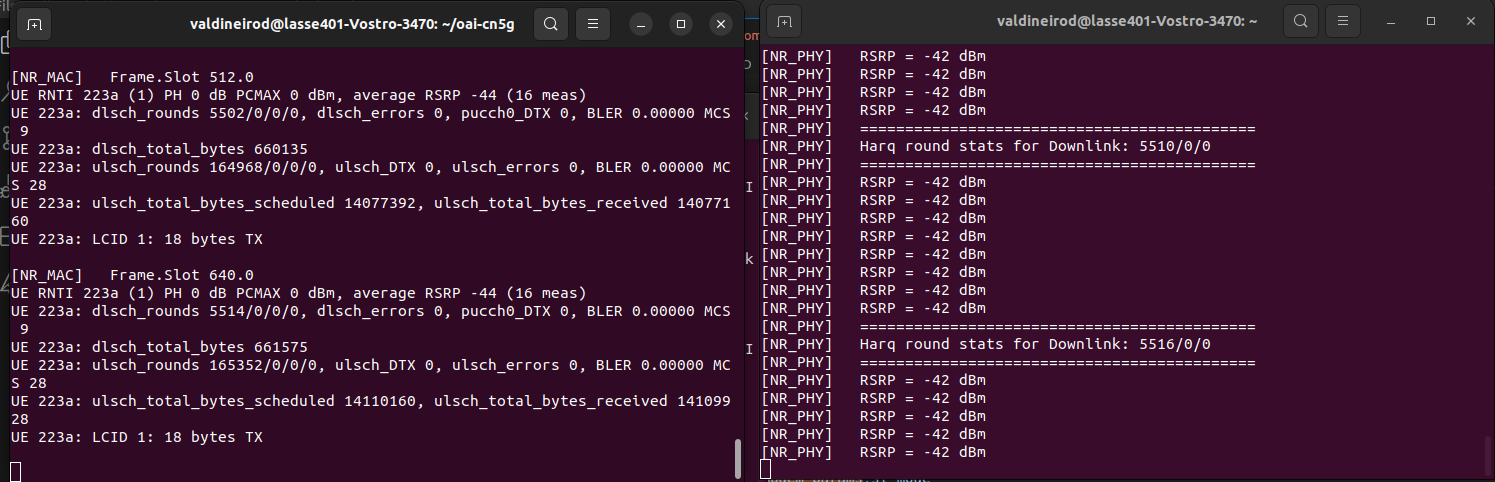 valdineirod@lasse401-Vostro-3470: ~/oai-cn5g
[NR_MAC]   Frame.Slot 512.0
UE RNTI 223a (1) PH 0 dB PCMAX 0 dBm, average RSRP -44 (16 meas)
UE 223a: dlsch_rounds 5502/0/0/0, dlsch_errors 0, pucch0_DTX 0, BLER 0.00000 MCS
 9
UE 223a: dlsch_total_bytes 660135
UE 223a: ulsch_rounds 164968/0/0/0, ulsch_DTX 0, ulsch_errors 0, BLER 0.00000 MC
S 28
UE 223a: ulsch_total_bytes_scheduled 14077392, ulsch_total_bytes_received 140771
60
UE 223a: LCID 1: 18 bytes TX
[NR_MAC]   Frame.Slot 640.0
UE RNTI 223a (1) PH 0 dB PCMAX 0 dBm, average RSRP -44 (16 meas)
UE 223a: dlsch_rounds 5514/0/0/0, dlsch_errors 0, pucch0_DTX 0, BLER 0.00000 MCS
 9
UE 223a: dlsch_total_bytes 661575
UE 223a: ulsch_rounds 165352/0/0/0, ulsch_DTX 0, ulsch_errors 0, BLER 0.00000 MC
S 28
UE 223a: ulsch_total_bytes_scheduled 14110160, ulsch_total_bytes_received 141099
28
UE 223a: LCID 1: 18 bytes TX
valdineirod@lasse401-Vostro-3470: ~
[NR_PHY]   RSRP = -42 dBm
[NR_PHY]   RSRP = -42 dBm
[NR_PHY]   RSRP = -42 dBm
[NR_PHY]   RSRP = -42 dBm
[NR_PHY]   ============================================
[NR_PHY]   Harq round stats for Downlink: 5510/0/0
[NR_PHY]   ============================================
[NR_PHY]   RSRP = -42 dBm
[NR_PHY]   RSRP = -42 dBm
[NR_PHY]   RSRP = -42 dBm
[NR_PHY]   RSRP = -42 dBm
[NR_PHY]   RSRP = -42 dBm
[NR_PHY]   RSRP = -42 dBm
[NR_PHY]   RSRP = -42 dBm
[NR_PHY]   RSRP = -42 dBm
[NR_PHY]   ============================================
[NR_PHY]   Harq round stats for Downlink: 5516/0/0
[NR_PHY]   ============================================
[NR_PHY]   RSRP = -42 dBm
[NR_PHY]   RSRP = -42 dBm
[NR_PHY]   RSRP = -42 dBm
[NR_PHY]   RSRP = -42 dBm
[NR_PHY]   RSRP = -42 dBm